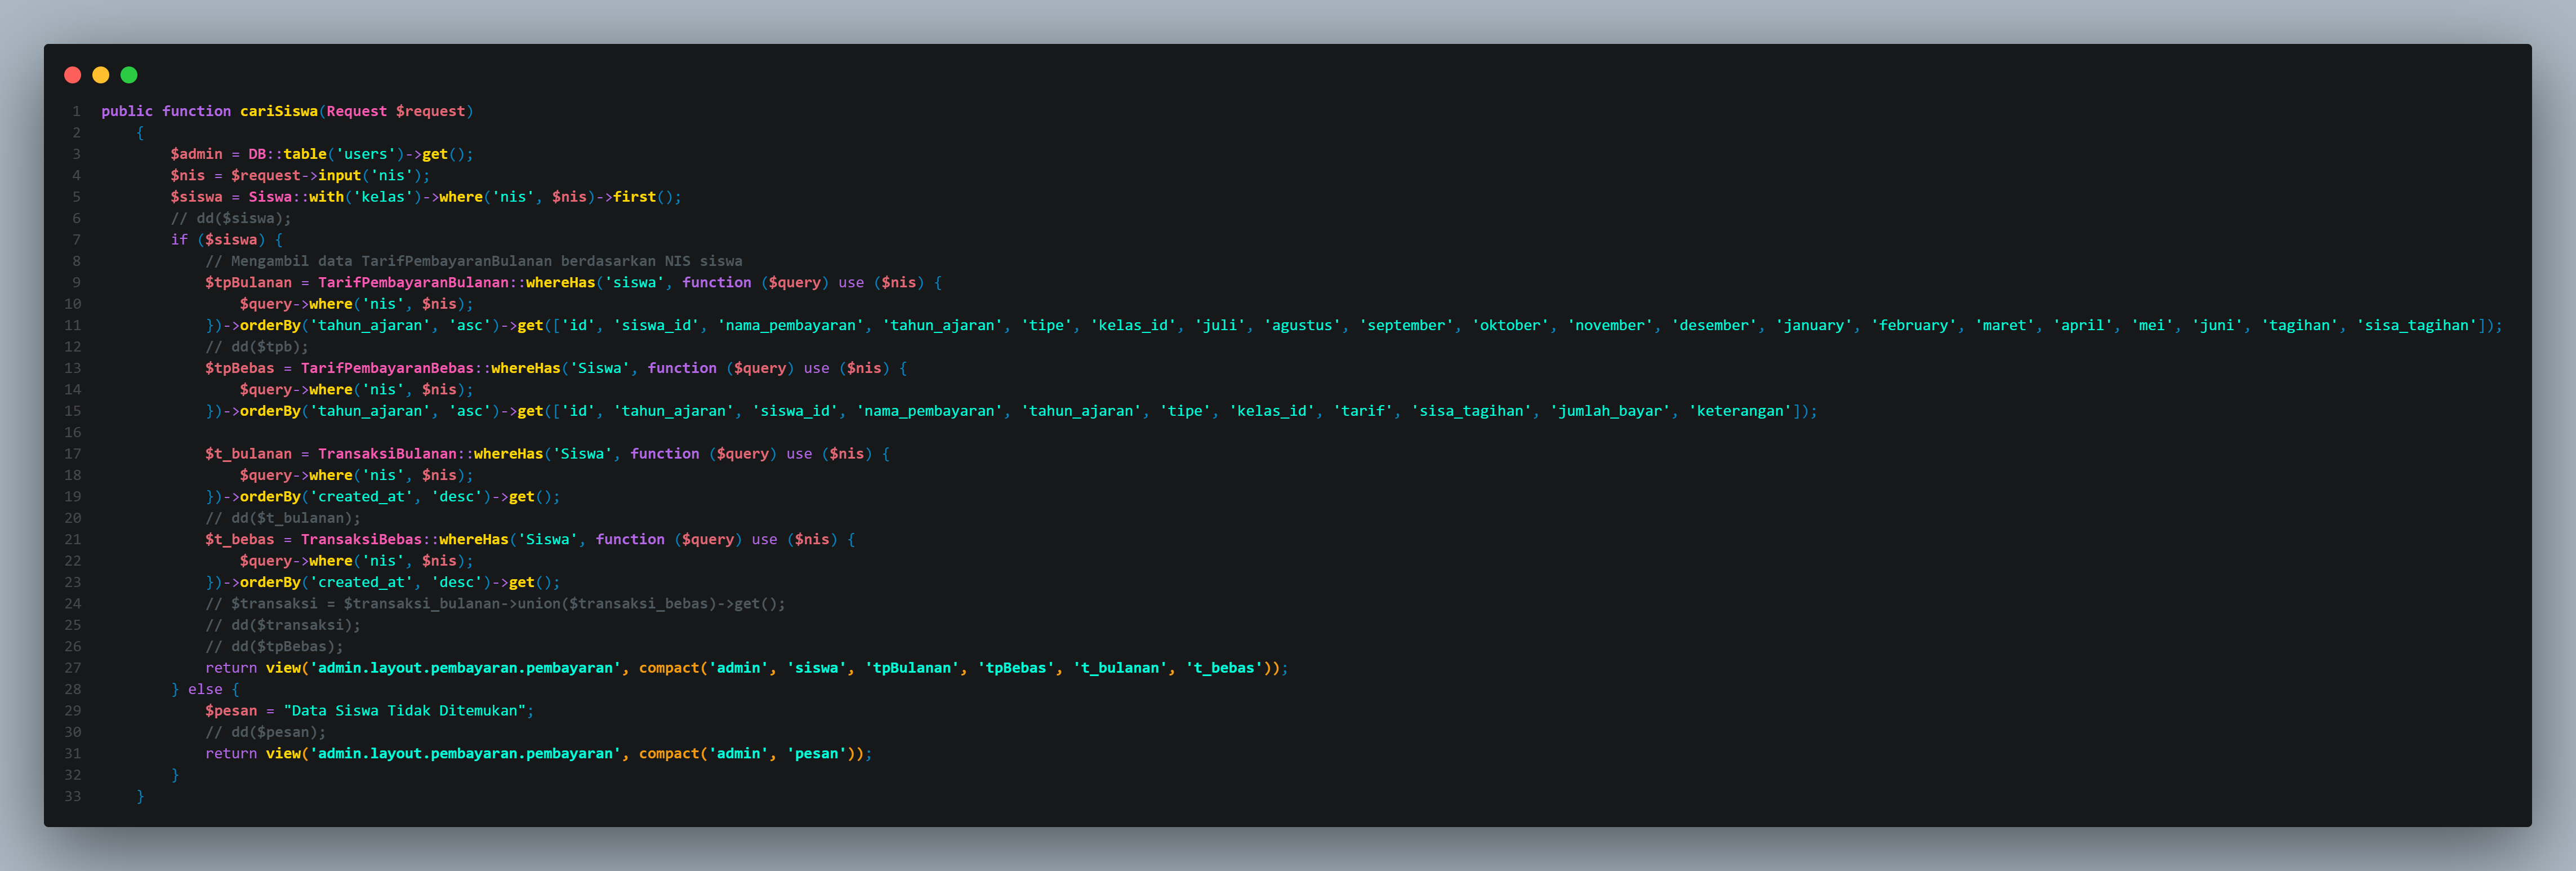 1 public function cariSiswa(Request $request)
2 {
3 $admin = DB::table('users')->get();
4 $nis = $request->input('nis');
5 $siswa = Siswa::with('kelas')->where('nis', $nis)->first();
6 // dd($siswa);
7 if ($siswa) {
8 // Mengambil data TarifPembayaranBulanan berdasarkan NIS siswa
9 $tpBulanan = TarifPembayaranBulanan::whereHas('siswa', function ($query) use ($nis) {
10 $query->where('nis', $nis);
11 })->orderBy('tahun_ajaran', 'asc')->get(['id', 'siswa_id', 'nama_pembayaran', 'tahun_ajaran', 'tipe', 'kelas_id', 'juli', 'agustus', 'september', 'oktober', 'november', 'desember', 'january', 'february', 'maret', 'april', 'mei', 'juni', 'tagihan', 'sisa_tagihan']);
12 // dd($tpb);
13 $tpBebas = TarifPembayaranBebas::whereHas('Siswa', function ($query) use ($nis) {
14 $query->where('nis', $nis);
15 })->orderBy('tahun_ajaran', 'asc')->get(['id', 'tahun_ajaran', 'siswa_id', 'nama_pembayaran', 'tahun_ajaran', 'tipe', 'kelas_id', 'tarif', 'sisa_tagihan', 'jumlah_bayar', 'keterangan']);
16
17 $t_bulanan = TransaksiBulanan::whereHas('Siswa', function ($query) use ($nis) {
18 $query->where('nis', $nis);
19 })->orderBy('created_at', 'desc')->get();
20 // dd($t_bulanan);
21 $t_bebas = TransaksiBebas::whereHas('Siswa', function ($query) use ($nis) {
22 $query->where('nis', $nis);
23 })->orderBy('created_at', 'desc')->get();
24 // $transaksi = $transaksi_bulanan->union($transaksi_bebas)->get();
25 // dd($transaksi);
26 // dd($tpBebas);
27 return view('admin.layout.pembayaran.pembayaran', compact('admin', 'siswa', 'tpBulanan', 'tpBebas', 't_bulanan', 't_bebas'));
28 } else {
29 $pesan = "Data Siswa Tidak Ditemukan";
30 // dd($pesan);
31 return view('admin.layout.pembayaran.pembayaran', compact('admin', 'pesan'));
32 }
33 }